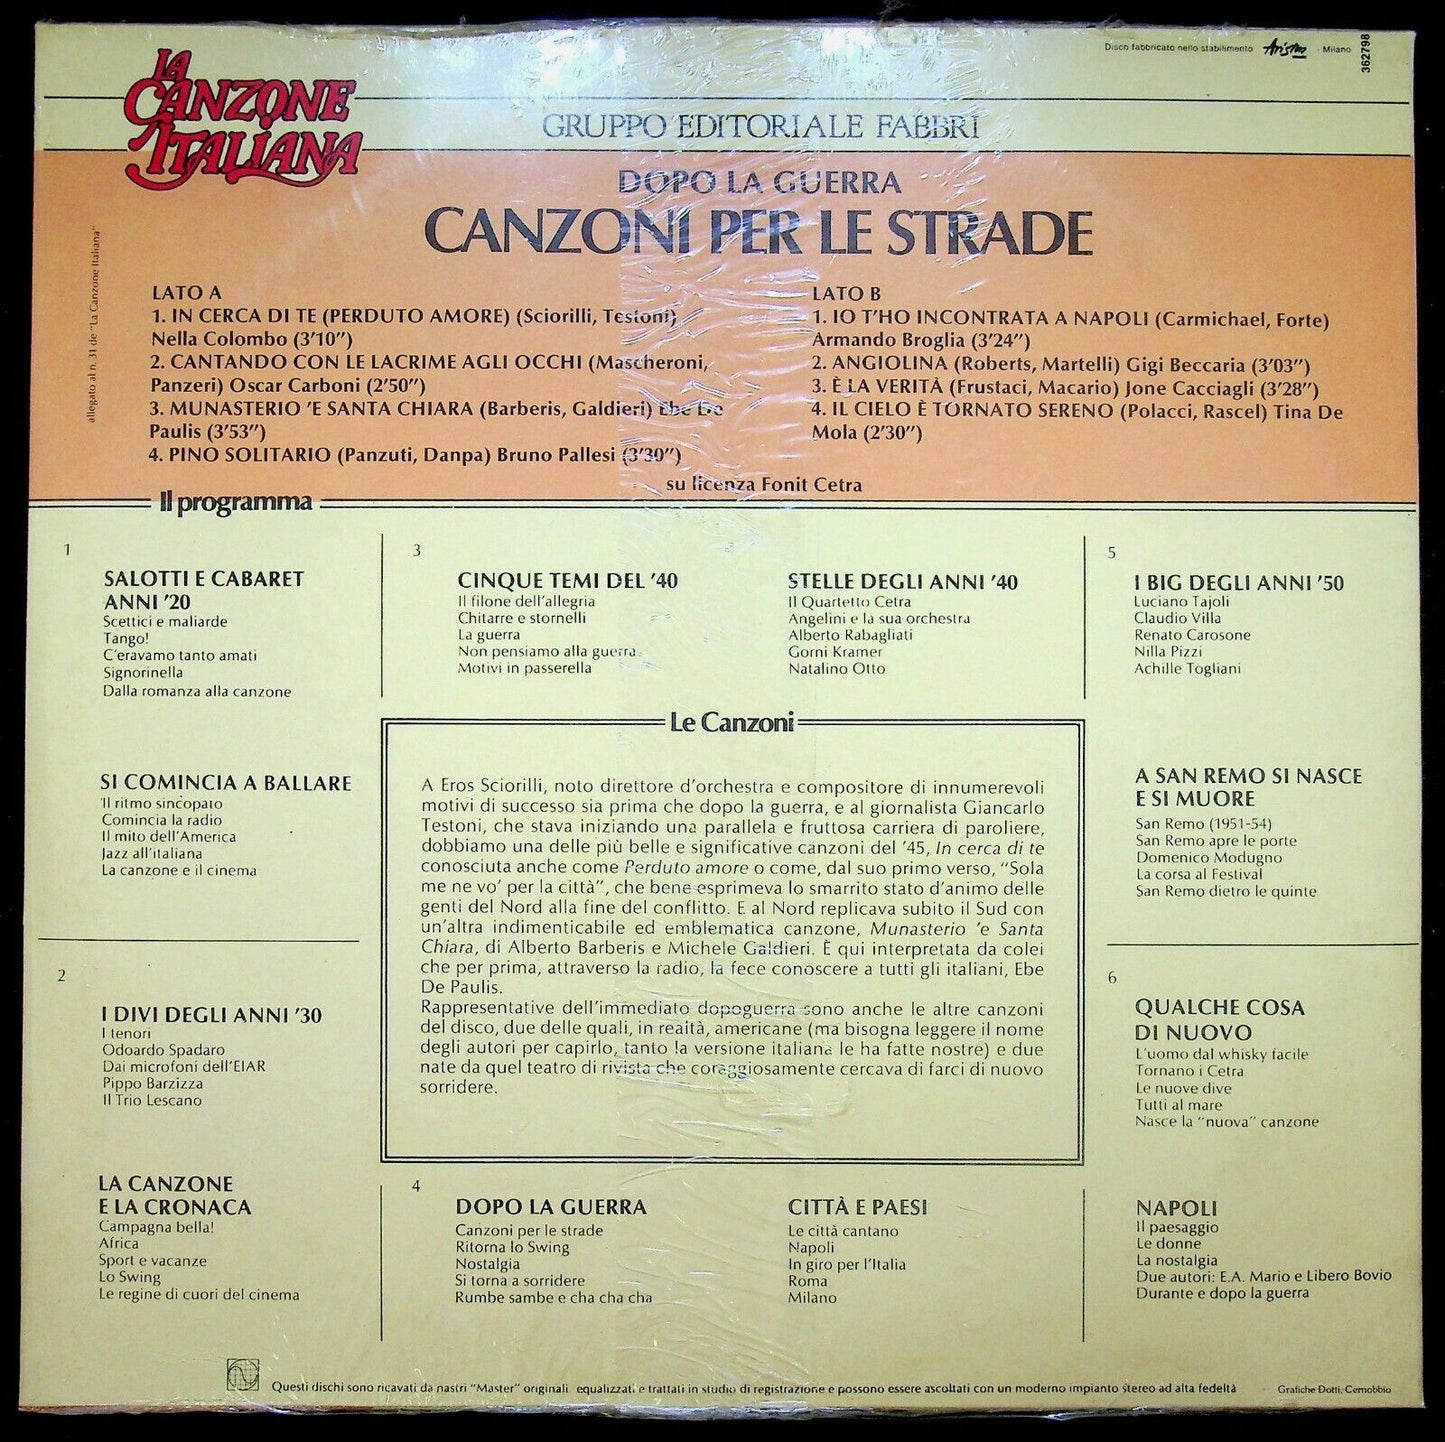 LA
CANZONE
ITALIANA
Disco fabbricato nello stabilimento Ariston - Milano
362798
GRUPPO EDITORIALE FABBRI
DOPO LA GUERRA
CANZONI PER LE STRADE
allegato al n. 31 de "La Canzone Italiana"
LATO A
1. IN CERCA DI TE (PERDUTO AMORE) (Sciorilli, Testoni)
Nella Colombo (3'10")
2. CANTANDO CON LE LACRIME AGLI OCCHI (Mascheroni,
Panzeri) Oscar Carboni (2'50")
3. MUNASTERIO 'E SANTA CHIARA (Barberis, Galdieri) Ebe De
Paulis (3'53")
4. PINO SOLITARIO (Panzuti, Danpa) Bruno Pallesi (3'30")
LATO B
1. IO T'HO INCONTRATA A NAPOLI (Carmichael, Forte)
Armando Broglia (3'24")
2. ANGIOLINA (Roberts, Martelli) Gigi Beccaria (3'03")
3. È LA VERITÀ (Frustaci, Macario) Jone Cacciagli (3'28")
4. IL CIELO È TORNATO SERENO (Polacci, Rascel) Tina De
Mola (2'30")
su licenza Fonit Cetra
Il programma
1
SALOTTI E CABARET
ANNI '20
Scettici e maliarde
Tango!
C'eravamo tanto amati
Signorinella
Dalla romanza alla canzone
SI COMINCIA A BALLARE
Il ritmo sincopato
Comincia la radio
Il mito dell'America
Jazz all'italiana
La canzone e il cinema
2
I DIVI DEGLI ANNI '30
I tenori
Odoardo Spadaro
Dai microfoni dell'EIAR
Pippo Barzizza
Il Trio Lescano
LA CANZONE
E LA CRONACA
Campagna bella!
Africa
Sport e vacanze
Lo Swing
Le regine di cuori del cinema
3
CINQUE TEMI DEL '40
Il filone dell'allegria
Chitarre e stornelli
La guerra
Non pensiamo alla guerra
Motivi in passerella
STELLE DEGLI ANNI '40
Il Quartetto Cetra
Angelini e la sua orchestra
Alberto Rabagliati
Gorni Kramer
Natalino Otto
Le Canzoni
A Eros Sciorilli, noto direttore d'orchestra e compositore di innumerevoli
motivi di successo sia prima che dopo la guerra, e al giornalista Giancarlo
Testoni, che stava iniziando una parallela e fruttosa carriera di paroliere,
dobbiamo una delle più belle e significative canzoni del '45, In cerca di te
conosciuta anche come Perduto amore o come, dal suo primo verso, "Sola
me ne vo' per la città", che bene esprimeva lo smarrito stato d'animo delle
genti del Nord alla fine del conflitto. E al Nord replicava subito il Sud con
un'altra indimenticabile ed emblematica canzone, Munasterio 'e Santa
Chiara, di Alberto Barberis e Michele Galdieri. È qui interpretata da colei
che per prima, attraverso la radio, la fece conoscere a tutti gli italiani, Ebe
De Paulis.
Rappresentative dell'immediato dopoguerra sono anche le altre canzoni
del disco, due delle quali, in realtà, americane (ma bisogna leggere il nome
degli autori per capirlo, tanto la versione italiana le ha fatte nostre) e due
nate da quel teatro di rivista che coraggiosamente cercava di farci di nuovo
sorridere.
4
DOPO LA GUERRA
Canzoni per le strade
Ritorna lo Swing
Nostalgia
Si torna a sorridere
Rumbe sambe e cha cha cha
CITTÀ E PAESI
Le città cantano
Napoli
In giro per l'Italia
Roma
Milano
5
I BIG DEGLI ANNI '50
Luciano Tajoli
Claudio Villa
Renato Carosone
Nilla Pizzi
Achille Togliani
A SAN REMO SI NASCE
E SI MUORE
San Remo (1951-54)
San Remo apre le porte
Domenico Modugno
La corsa al Festival
San Remo dietro le quinte
6
QUALCHE COSA
DI NUOVO
L'uomo dal whisky facile
Tornano i Cetra
Le nuove dive
Tutti al mare
Nasce la "nuova" canzone
NAPOLI
Il paesaggio
Le donne
La nostalgia
Due autori: E.A. Mario e Libero Bovio
Durante e dopo la guerra
Questi dischi sono ricavati da nastri "Master" originali equalizzati e trattati in studio di registrazione e possono essere ascoltati con un moderno impianto stereo ad alta fedeltà
Grafiche Dotti, Cernobbio